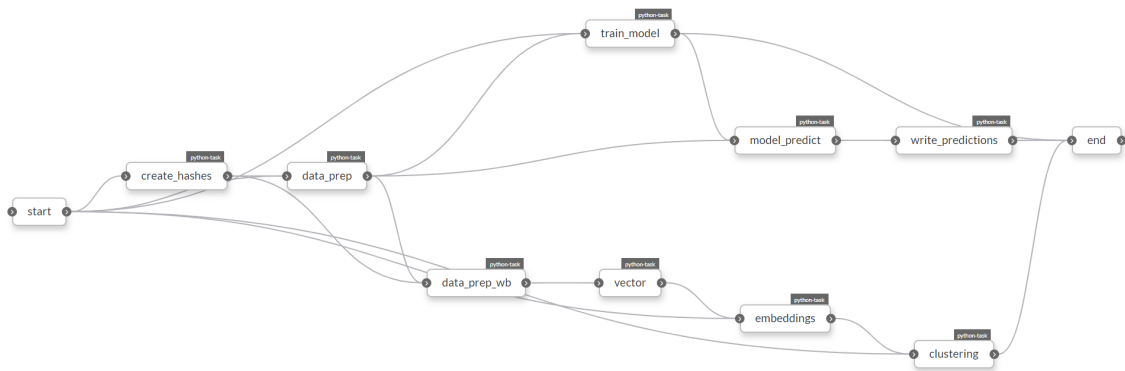 python-task
train_model
python-task
model_predict
python-task
write_predictions
end
python-task
create_hashes
python-task
data_prep
start
python-task
data_prep_wb
python-task
vector
python-task
embeddings
python-task
clustering